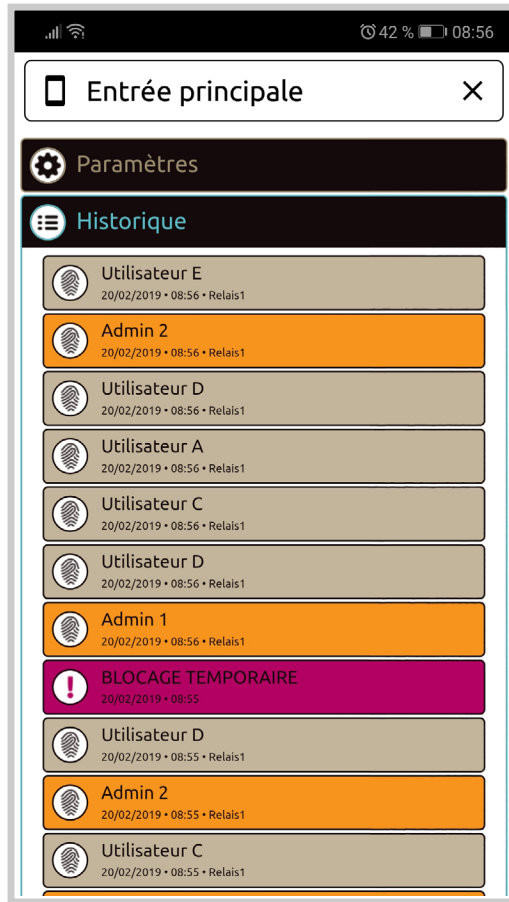 42 % 08:56
Entrée principale
Paramètres
Historique
Utilisateur E
20/02/2019 • 08:56 • Relais1
Admin 2
20/02/2019 • 08:56 • Relais1
Utilisateur D
20/02/2019 • 08:56 • Relais1
Utilisateur A
20/02/2019 • 08:56 • Relais1
Utilisateur C
20/02/2019 • 08:56 • Relais1
Utilisateur D
20/02/2019 • 08:56 • Relais1
Admin 1
20/02/2019 • 08:56 • Relais1
BLOCAGE TEMPORAIRE
20/02/2019 • 08:55
Utilisateur D
20/02/2019 • 08:55 • Relais1
Admin 2
20/02/2019 • 08:55 • Relais1
Utilisateur C
20/02/2019 • 08:55 • Relais1